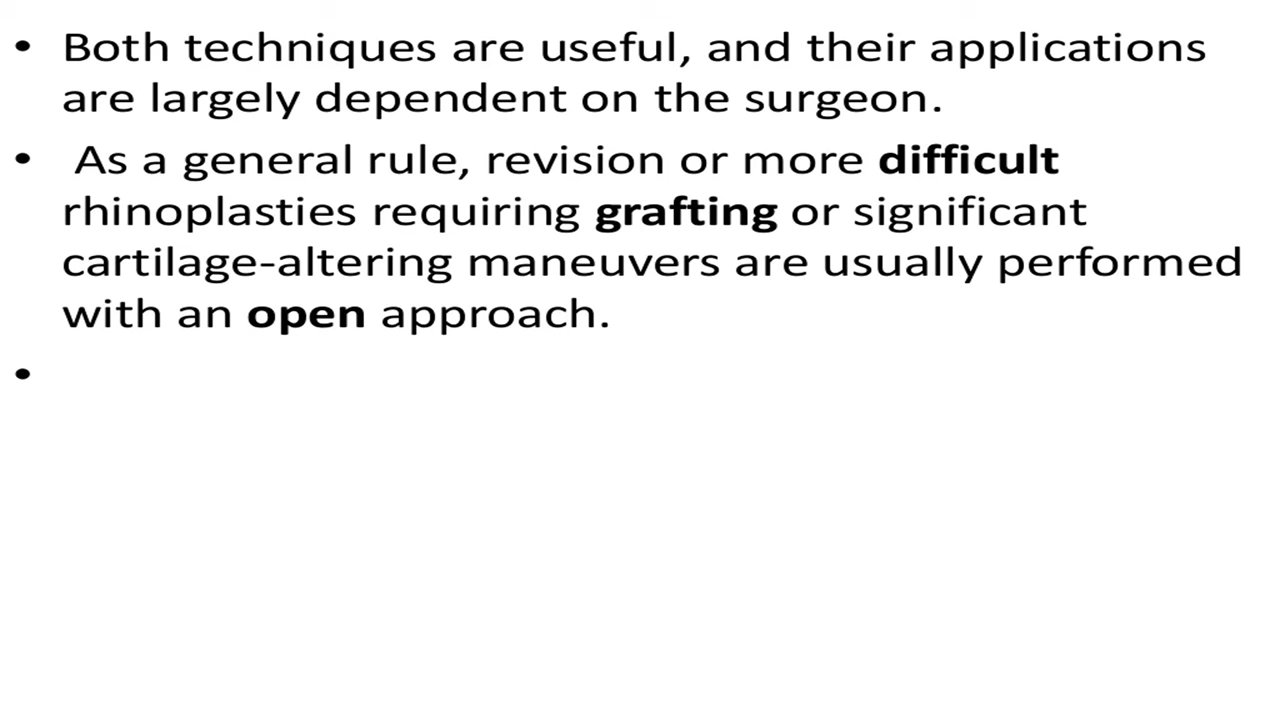 • Both techniques are useful, and their applications
are largely dependent on the surgeon.
• As a general rule, revision or more difficult
rhinoplasties requiring grafting or significant
cartilage-altering maneuvers are usually performed
with an open approach.
•